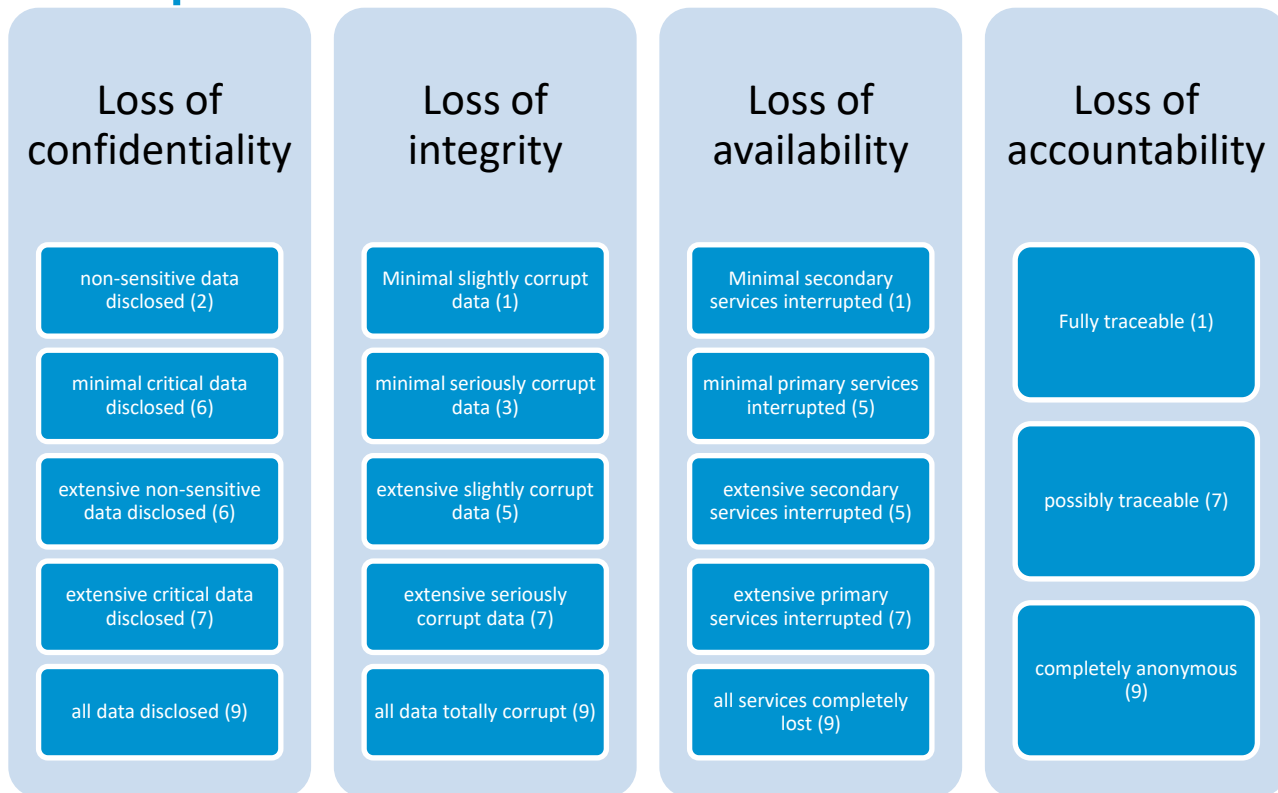 Loss of
confidentiality
non-sensitive data
disclosed (2)
minimal critical data
disclosed (6)
extensive non-sensitive
data disclosed (6)
extensive critical data
disclosed (7)
all data disclosed (9)
Loss of
integrity
Minimal slightly corrupt
data (1)
minimal seriously corrupt
data (3)
extensive slightly corrupt
data (5)
extensive seriously
corrupt data (7)
all data totally corrupt (9)
Loss of
availability
Minimal secondary
services interrupted (1)
minimal primary services
interrupted (5)
extensive secondary
services interrupted (5)
extensive primary
services interrupted (7)
all services completely
lost (9)
Loss of
accountability
Fully traceable (1)
possibly traceable (7)
completely anonymous
(9)